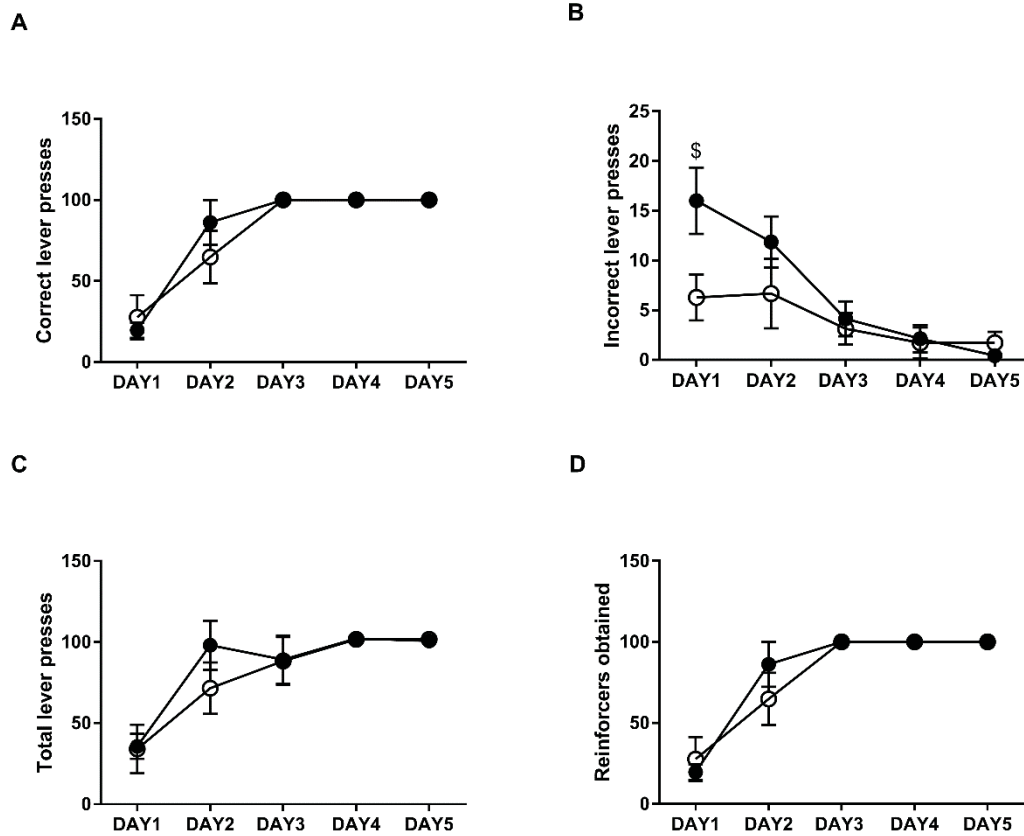 A
Correct lever presses
150
100
50
0
DAY1 DAY2 DAY3 DAY4 DAY5
B
Incorrect lever presses
25
20
15
10
5
0
$
DAY1 DAY2 DAY3 DAY4 DAY5
C
Total lever presses
150
100
50
0
DAY1 DAY2 DAY3 DAY4 DAY5
D
Reinforcers obtained
150
100
50
0
DAY1 DAY2 DAY3 DAY4 DAY5